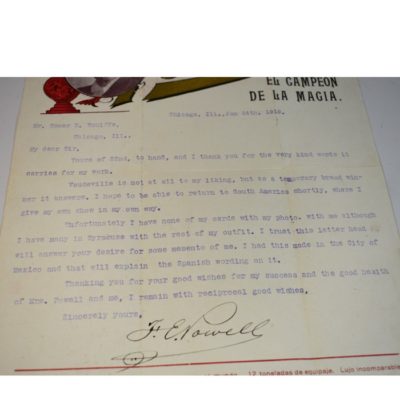 EL CAMPEÓN
DE LA MAGIA.
Chicago, Ill., Jan 24th, 1912.
Chicago, Ill.,
My dear Sir,
Yours of 22nd, to hand, and I thank you for the very kind words it
carries for my work.
Vaudeville is not at all to my liking, but as a temporary bread win-
ner it answers, I hope to be able to return to South America shortly, where I
give my own show in my own way.
Unfortunately I have none of my cards with my photo. with me although
I have many in Syracuse with the rest of my outfit. I trust this letter head
will answer your desire for some memento of me. I had this made in the City of
Mexico and that will explain the Spanish wording on it.
Thanking you for your good wishes for my success and the good health
of Mrs. Powell and me, I remain with reciprocal good wishes,
Sincerely yours,
F. E. Powell
12 toneladas de equipaje. Lujo incomparable